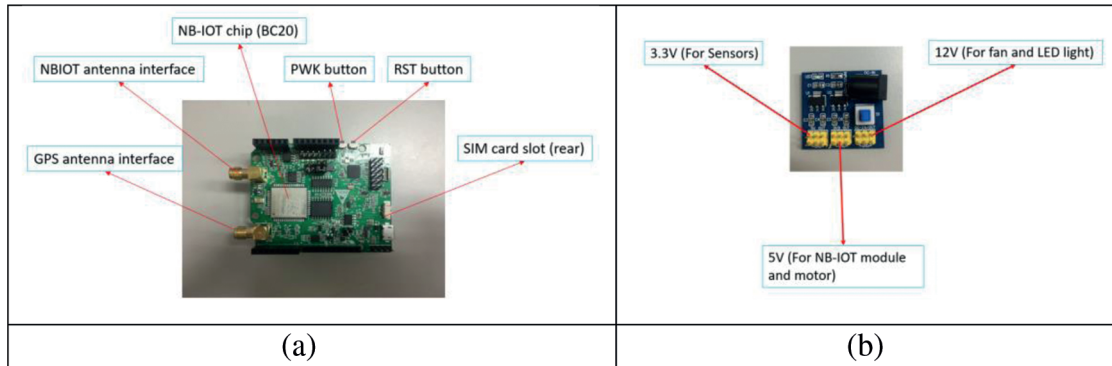 NB-IOT chip (BC20)
NBIOT antenna interface
PWK button
RST button
GPS antenna interface
SIM card slot (rear)
3.3V (For Sensors)
12V (For fan and LED light)
5V (For NB-IOT module
and motor)
(a)
(b)